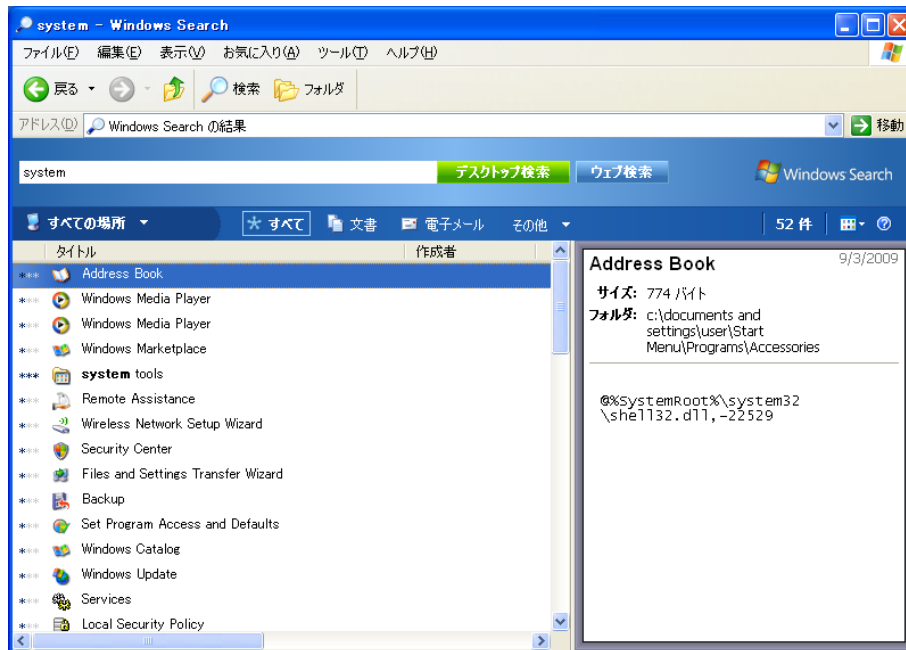 system - Windows Search
ファイル(F) 編集(E) 表示(V) お気に入り(A) ツール(T) ヘルプ(H)
戻る 検索 フォルダ
アドレス(D) Windows Search の結果 移動
system デスクトップ検索 ウェブ検索 Windows Search
すべての場所 すべて 文書 電子メール その他 52 件
タイトル 作成者
Address Book
Windows Media Player
Windows Media Player
Windows Marketplace
system tools
Remote Assistance
Wireless Network Setup Wizard
Security Center
Files and Settings Transfer Wizard
Backup
Set Program Access and Defaults
Windows Catalog
Windows Update
Services
Local Security Policy
Address Book 9/3/2009
サイズ: 774 バイト
フォルダ: c:\documents and
settings\user\Start
Menu\Programs\Accessories
@%SystemRoot%\system32
\shell32.dll,-22529